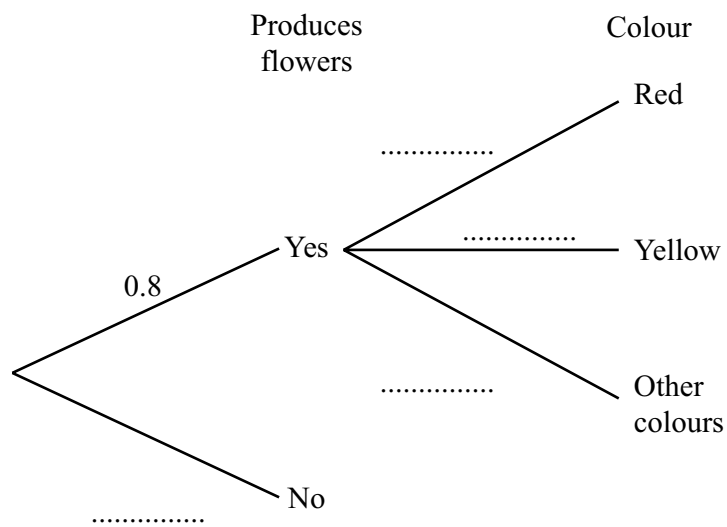 Produces
flowers
Colour
Red
...............
Yes
...............
Yellow
0.8
...............
Other
colours
No
...............